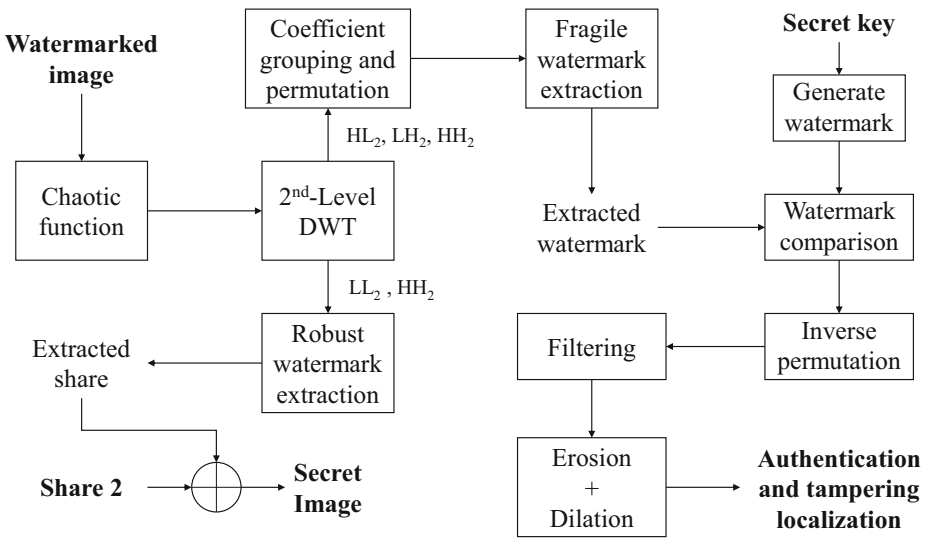 Watermarked
image
Coefficient
grouping and
permutation
Fragile
watermark
extraction
Secret key
Generate
watermark
HL₂, LH₂, HH₂
Chaotic
function
2ⁿᵈ-Level
DWT
Extracted
watermark
Watermark
comparison
LL₂ , HH₂
Extracted
share
Robust
watermark
extraction
Filtering
Inverse
permutation
Share 2
Secret
Image
Erosion
+
Dilation
Authentication
and tampering
localization